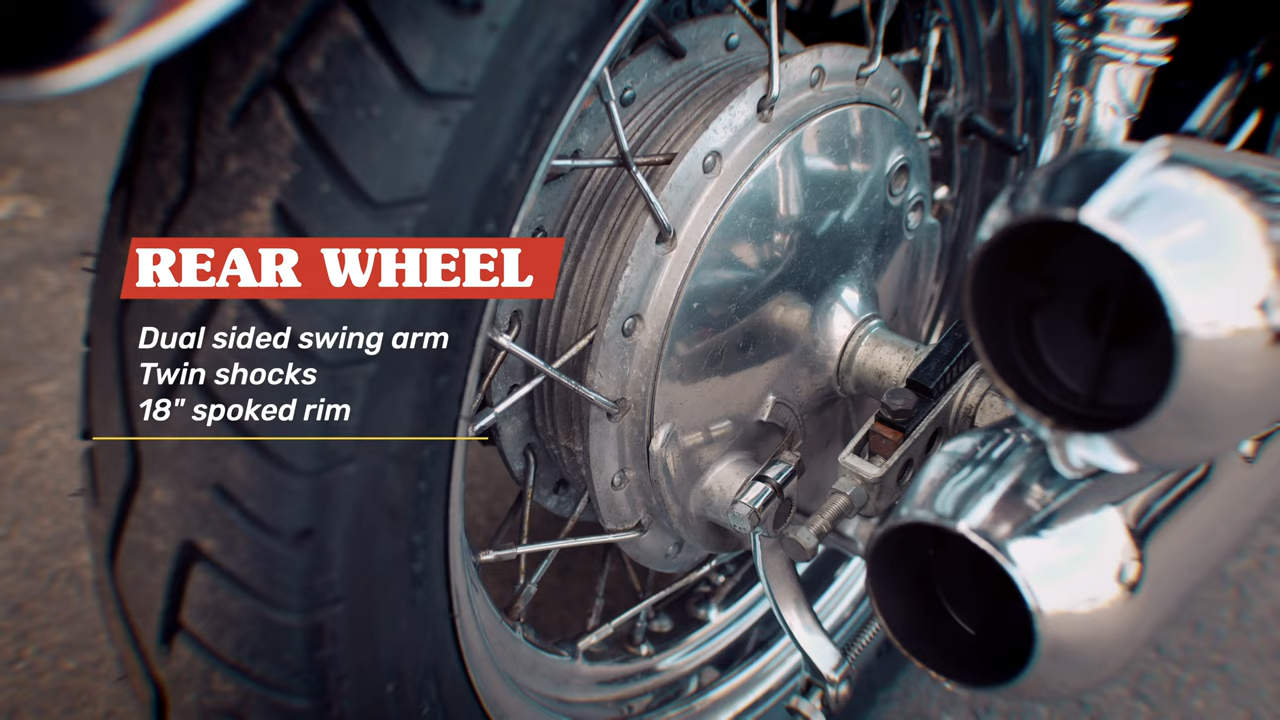 REAR WHEEL
Dual sided swing arm
Twin shocks
18" spoked rim